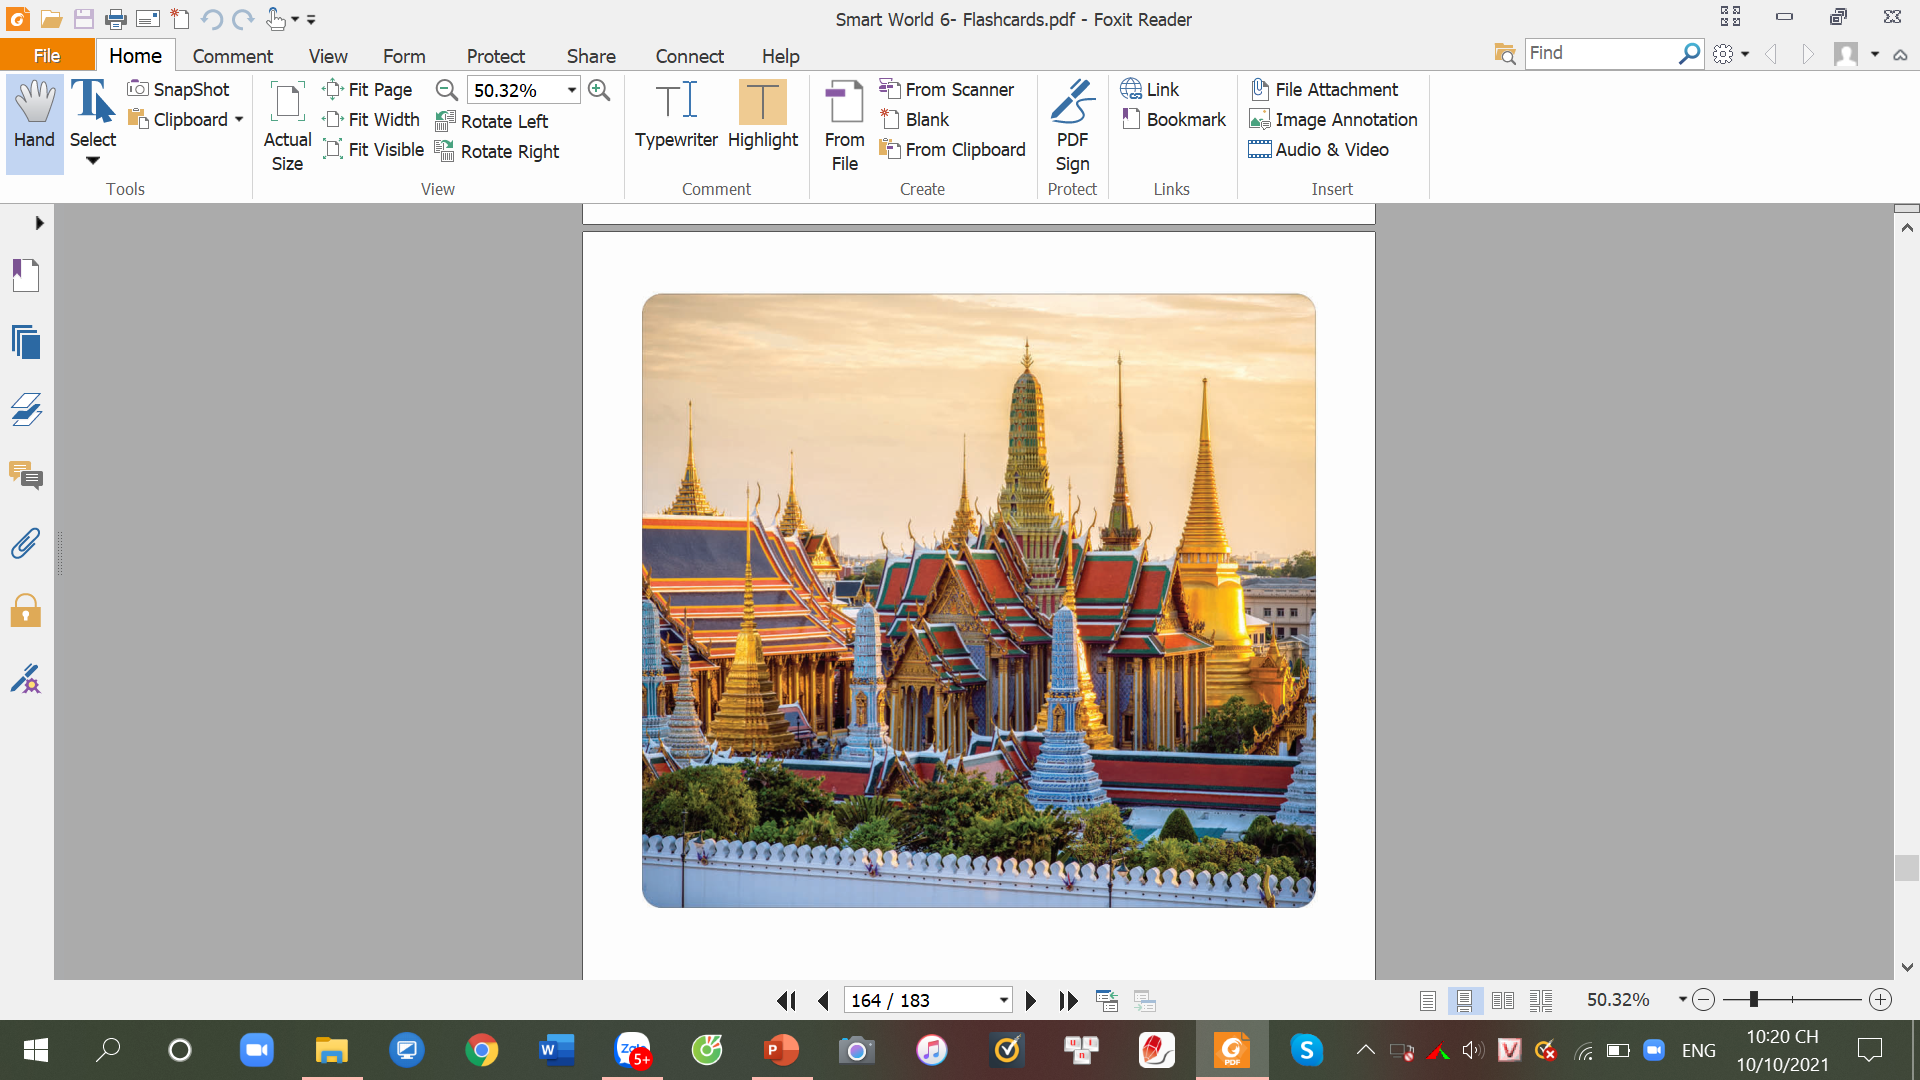 Smart World 6- Flashcards.pdf - Foxit Reader
File Home Comment View Form Protect Share Connect Help
Find
Hand
Select
SnapShot
Clipboard
Tools
Actual
Size
Fit Page
Fit Width
Fit Visible
50.32%
Rotate Left
Rotate Right
View
Typewriter
Highlight
Comment
From
File
From Scanner
Blank
From Clipboard
Create
PDF
Sign
Protect
Link
Bookmark
Links
File Attachment
Image Annotation
Audio & Video
Insert
164 / 183
50.32%
Zalo
5+
PDF
ENG
10:20 CH
10/10/2021